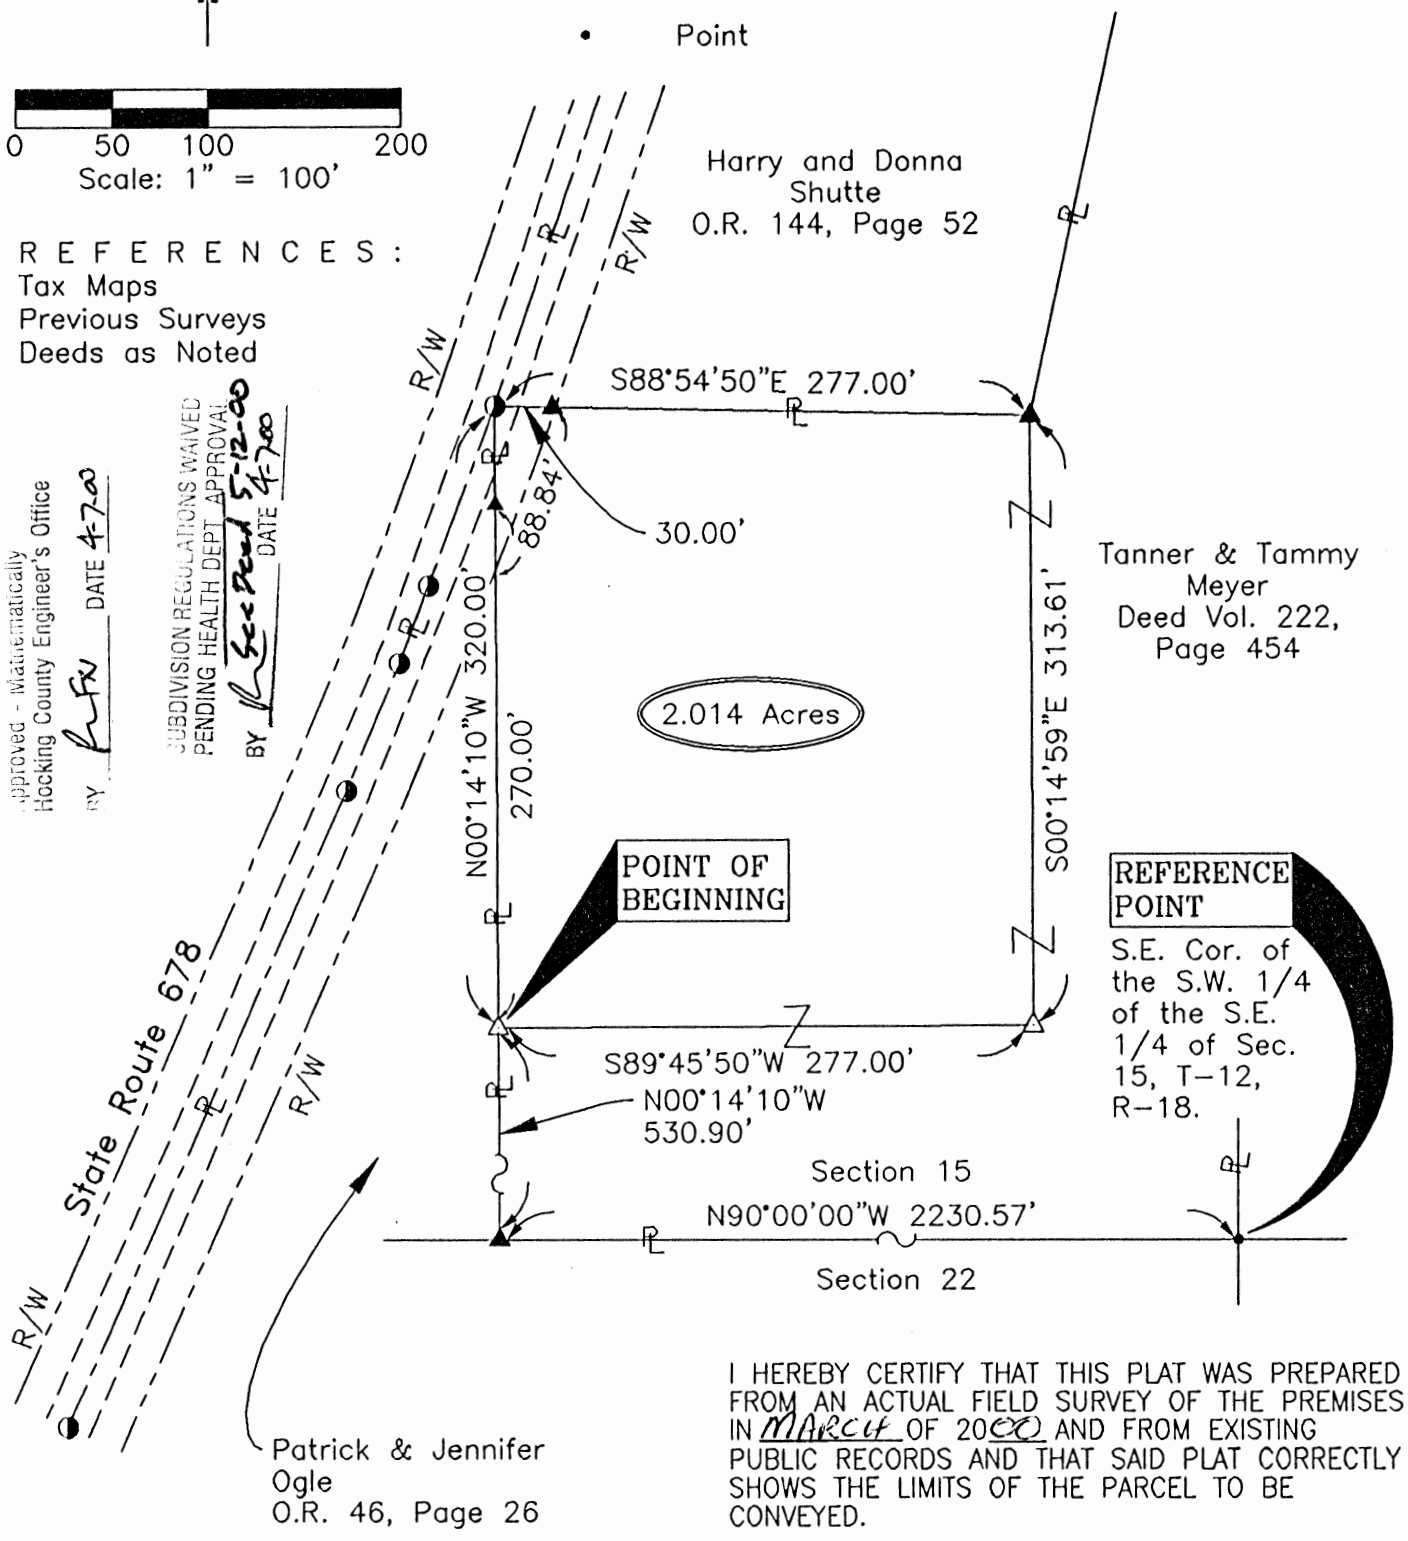 Point
0 50 100 200
Scale: 1" = 100'
REFERENCES:
Tax Maps
Previous Surveys
Deeds as Noted
Harry and Donna
Shutte
O.R. 144, Page 52
R/W
R/W
S88°54'50"E 277.00'
SUBDIVISION REGULATIONS WAIVED
PENDING HEALTH DEPT APPROVAL
5-12-00
BY DATE 4-7-00
Approved - Mathematically
Hocking County Engineer's Office
BY DATE 4-7-00
88.84'
30.00'
N00°14'10"W 320.00'
270.00'
S00°14'59"E 313.61'
Tanner & Tammy
Meyer
Deed Vol. 222,
Page 454
2.014 Acres
POINT OF
BEGINNING
REFERENCE
POINT
S.E. Cor. of
the S.W. 1/4
of the S.E.
1/4 of Sec.
15, T-12,
R-18.
State Route 678
R/W
R/W
S89°45'50"W 277.00'
N00°14'10"W
530.90'
Section 15
N90°00'00"W 2230.57'
Section 22
Patrick & Jennifer
Ogle
O.R. 46, Page 26
I HEREBY CERTIFY THAT THIS PLAT WAS PREPARED
FROM AN ACTUAL FIELD SURVEY OF THE PREMISES
IN MARCH OF 2000 AND FROM EXISTING
PUBLIC RECORDS AND THAT SAID PLAT CORRECTLY
SHOWS THE LIMITS OF THE PARCEL TO BE
CONVEYED.